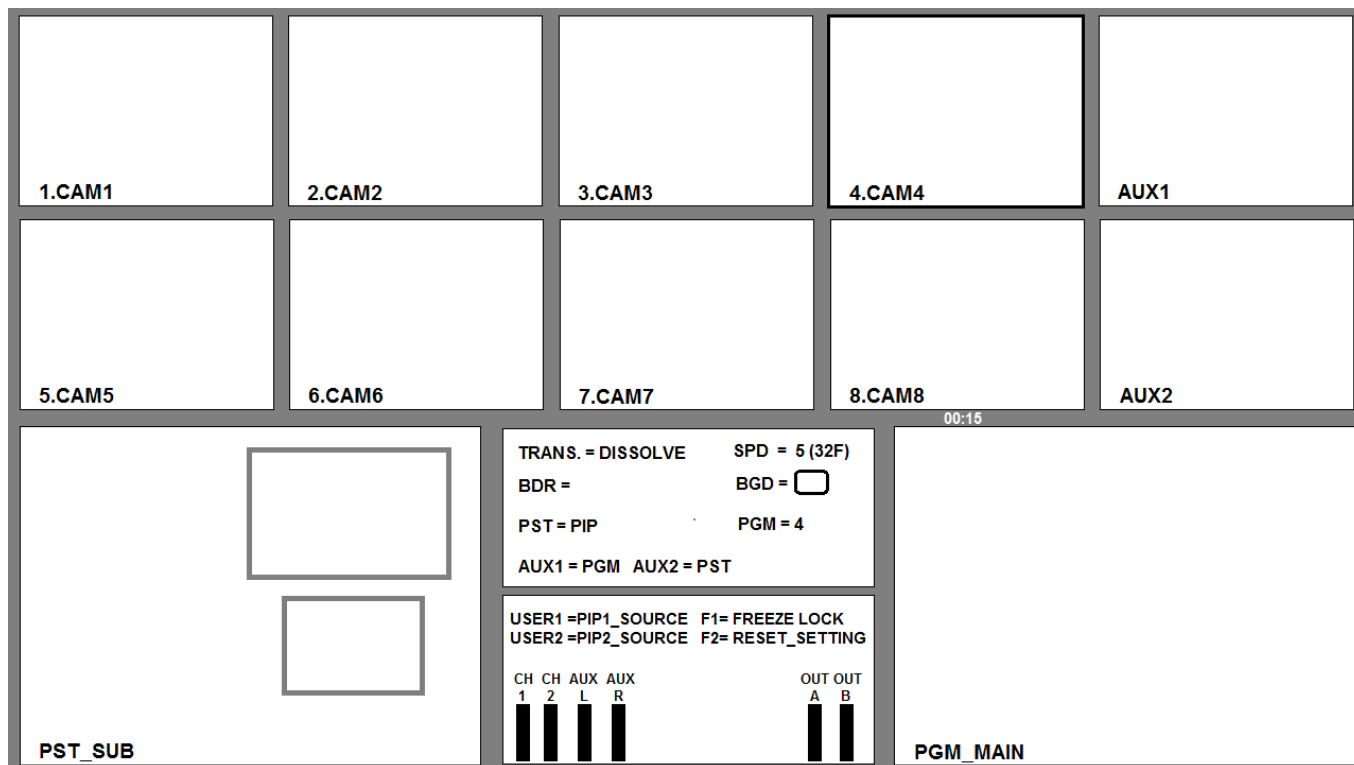 1.CAM1
2.CAM2
3.CAM3
4.CAM4
AUX1
5.CAM5
6.CAM6
7.CAM7
8.CAM8
AUX2
00:15
TRANS. = DISSOLVE SPD = 5 (32F)
BDR = BGD =
PST = PIP PGM = 4
AUX1 = PGM AUX2 = PST
USER1 =PIP1_SOURCE F1= FREEZE LOCK
USER2 =PIP2_SOURCE F2= RESET_SETTING
CH CH AUX AUX OUT OUT
1 2 L R A B
PST_SUB
PGM_MAIN